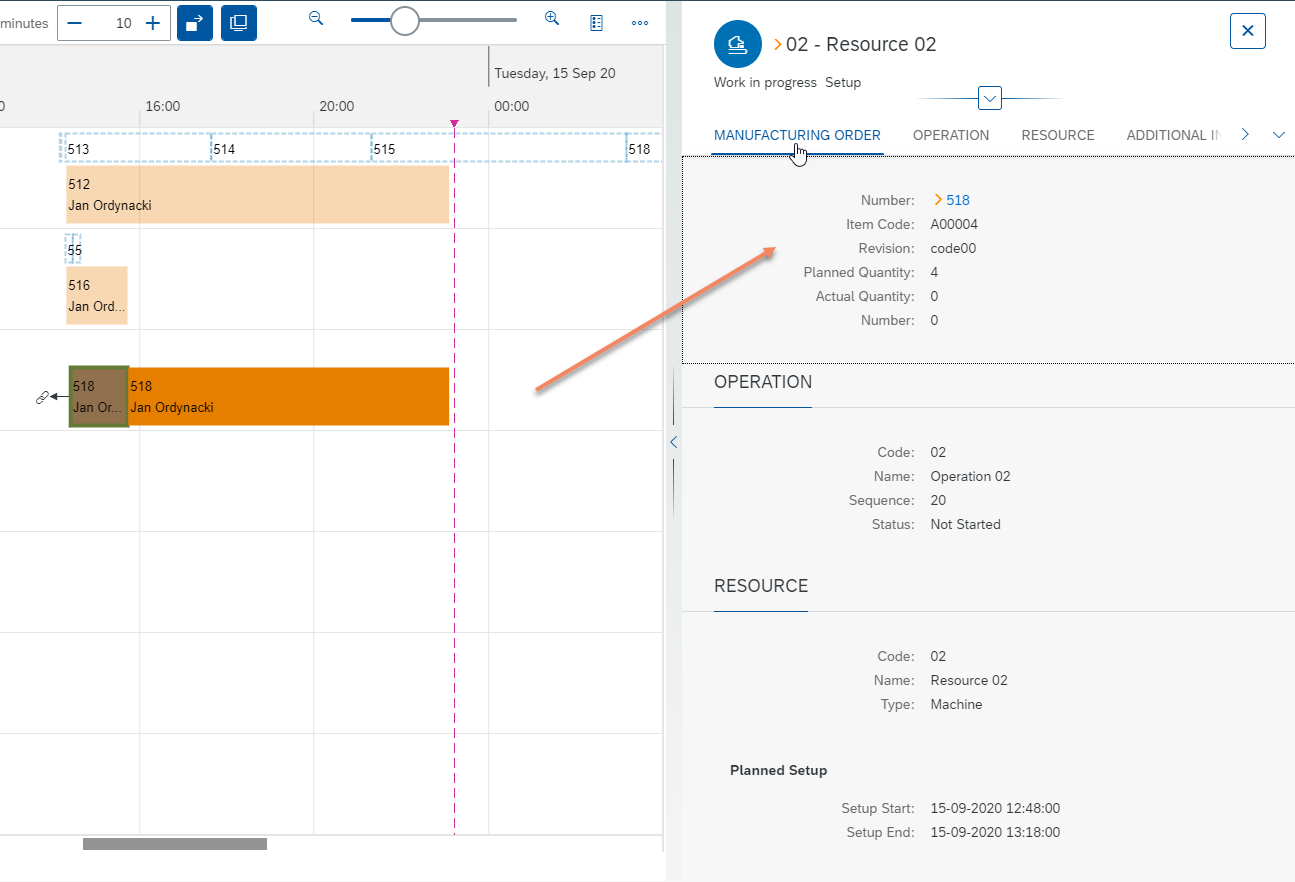 minutes
10
Tuesday, 15 Sep 20
0
16:00
20:00
00:00
513
514
515
518
512
Jan Ordynacki
55
516
Jan Ord...
518
Jan Or...
518
Jan Ordynacki
02 - Resource 02
Work in progress Setup
MANUFACTURING ORDER
OPERATION
RESOURCE
ADDITIONAL IN
Number: 518
Item Code: A00004
Revision: code00
Planned Quantity: 4
Actual Quantity: 0
Number: 0
OPERATION
Code: 02
Name: Operation 02
Sequence: 20
Status: Not Started
RESOURCE
Code: 02
Name: Resource 02
Type: Machine
Planned Setup
Setup Start: 15-09-2020 12:48:00
Setup End: 15-09-2020 13:18:00